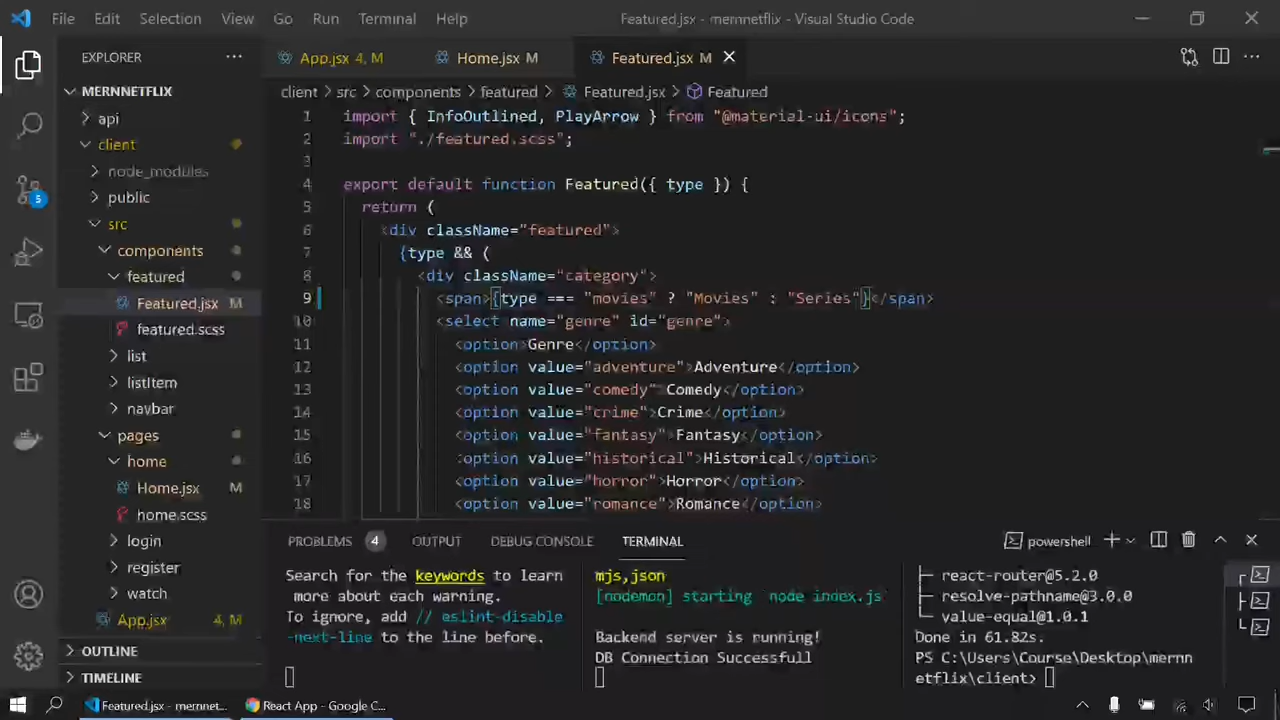 File Edit Selection View Go Run Terminal Help Featured.jsx - mernnetflix - Visual Studio Code
EXPLORER ···
App.jsx 4, M Home.jsx M Featured.jsx M
MERNNETFLIX
client > src > components > featured > Featured.jsx > Featured
api
client
node_modules
public
src
components
featured
Featured.jsx M
featured.scss
list
listItem
navbar
pages
home
Home.jsx M
home.scss
login
register
watch
App.jsx 4, M
OUTLINE
TIMELINE
5
1 import { InfoOutlined, PlayArrow } from "@material-ui/icons";
2 import "./featured.scss";
3
4 export default function Featured({ type }) {
5 return (
6 <div className="featured">
7 {type && (
8 <div className="category">
9 <span>{type === "movies" ? "Movies" : "Series"}</span>
10 <select name="genre" id="genre">
11 <option>Genre</option>
12 <option value="adventure">Adventure</option>
13 <option value="comedy">Comedy</option>
14 <option value="crime">Crime</option>
15 <option value="fantasy">Fantasy</option>
16 <option value="historical">Historical</option>
17 <option value="horror">Horror</option>
18 <option value="romance">Romance</option>
PROBLEMS 4 OUTPUT DEBUG CONSOLE TERMINAL powershell
Search for the keywords to learn
more about each warning.
To ignore, add // eslint-disable
-next-line to the line before.
mjs,json
[nodemon] starting `node index.js`
Backend server is running!
DB Connection Successfull
├─ react-router@5.2.0
├─ resolve-pathname@3.0.0
└─ value-equal@1.0.1
Done in 61.82s.
PS C:\Users\Course\Desktop\mernn
etflix\client>
Featured.jsx - mernnet... React App - Google C...